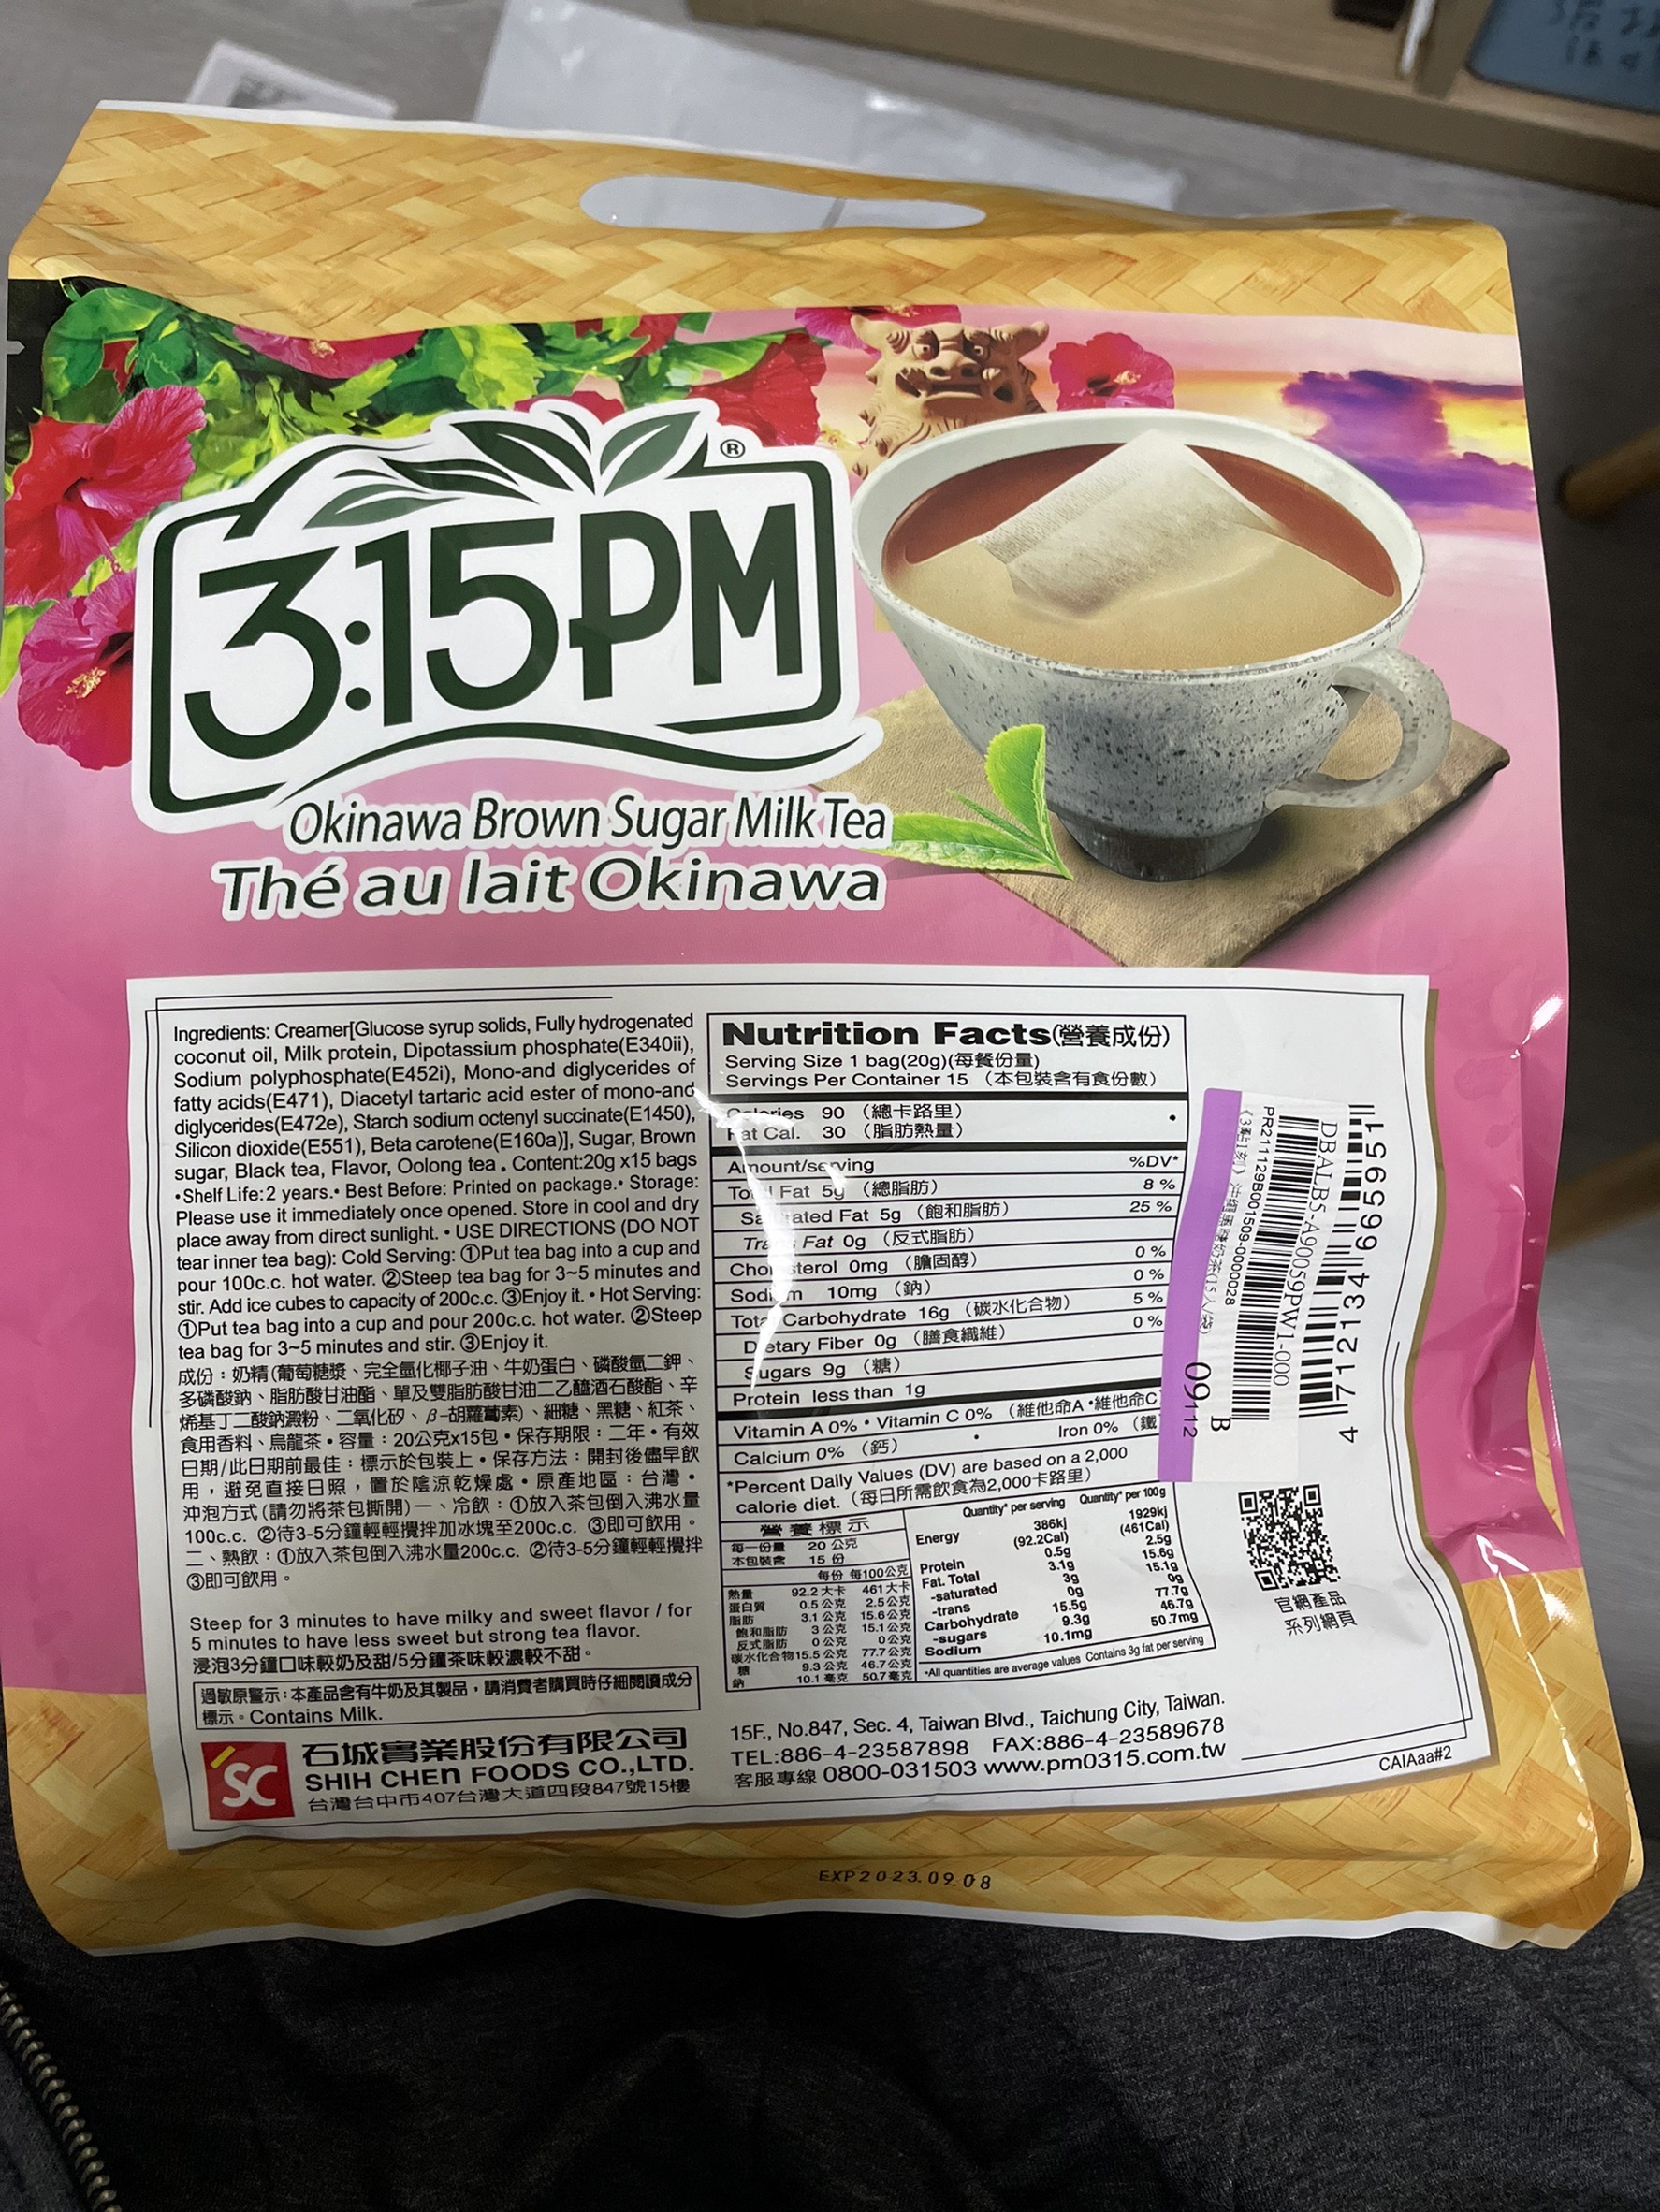 3:15PM®
Okinawa Brown Sugar Milk Tea
Thé au lait Okinawa
Ingredients: Creamer[Glucose syrup solids, Fully hydrogenated
coconut oil, Milk protein, Dipotassium phosphate(E340ii),
Sodium polyphosphate(E452i), Mono-and diglycerides of
fatty acids(E471), Diacetyl tartaric acid ester of mono-and
diglycerides(E472e), Starch sodium octenyl succinate(E1450),
Silicon dioxide(E551), Beta carotene(E160a)], Sugar, Brown
sugar, Black tea, Flavor, Oolong tea. Content:20g x15 bags
•Shelf Life:2 years.• Best Before: Printed on package.• Storage:
Please use it immediately once opened. Store in cool and dry
place away from direct sunlight. • USE DIRECTIONS (DO NOT
tear inner tea bag): Cold Serving: ①Put tea bag into a cup and
pour 100c.c. hot water. ②Steep tea bag for 3~5 minutes and
stir. Add ice cubes to capacity of 200c.c. ③Enjoy it. • Hot Serving:
①Put tea bag into a cup and pour 200c.c. hot water. ②Steep
tea bag for 3~5 minutes and stir. ③Enjoy it.
成份：奶精(葡萄糖漿、完全氫化椰子油、牛奶蛋白、磷酸氫二鉀、
多磷酸鈉、脂肪酸甘油酯、單及雙脂肪酸甘油二乙醯酒石酸酯、辛
烯基丁二酸鈉澱粉、二氧化矽、β-胡蘿蔔素)、細糖、黑糖、紅茶、
食用香料、烏龍茶•容量：20公克x15包•保存期限：二年•有效
日期/此日期前最佳：標示於包裝上•保存方法：開封後儘早飲
用，避免直接日照，置於陰涼乾燥處•原產地區：台灣•
沖泡方式(請勿將茶包撕開)一、冷飲：①放入茶包倒入沸水量
100c.c. ②待3-5分鐘輕輕攪拌加冰塊至200c.c. ③即可飲用。
二、熱飲：①放入茶包倒入沸水量200c.c. ②待3-5分鐘輕輕攪拌
③即可飲用。
Steep for 3 minutes to have milky and sweet flavor / for
5 minutes to have less sweet but strong tea flavor.
浸泡3分鐘口味較奶及甜/5分鐘茶味較濃較不甜。
過敏原警示：本產品含有牛奶及其製品，請消費者購買時仔細閱讀成分
標示。Contains Milk.
SC
石城實業股份有限公司
SHIH CHEn FOODS CO.,LTD.
台灣台中市407台灣大道四段847號15樓
Nutrition Facts(營養成份)
Serving Size 1 bag(20g)(每餐份量)
Servings Per Container 15 （本包裝含有食份數）
Calories 90 （總卡路里）
Fat Cal. 30 （脂肪熱量）
Amount/serving %DV*
Total Fat 5g （總脂肪） 8 %
Saturated Fat 5g （飽和脂肪） 25 %
Trans Fat 0g （反式脂肪）
Cholesterol 0mg （膽固醇） 0 %
Sodium 10mg （鈉） 0 %
Total Carbohydrate 16g （碳水化合物） 5 %
Dietary Fiber 0g （膳食纖維） 0 %
Sugars 9g （糖）
Protein less than 1g
Vitamin A 0% • Vitamin C 0% （維他命A•維他命C
Calcium 0% （鈣） • Iron 0% （鐵
*Percent Daily Values (DV) are based on a 2,000
calorie diet. （每日所需飲食為2,000卡路里）
營養標示
每一份量 20 公克
本包裝含 15 份
每份 每100公克
熱量 92.2 大卡 461 大卡
蛋白質 0.5 公克 2.5 公克
脂肪 3.1 公克 15.6 公克
飽和脂肪 3 公克 15.1 公克
反式脂肪 0 公克 0 公克
碳水化合物 15.5 公克 77.7 公克
糖 9.3 公克 46.7 公克
鈉 10.1 毫克 50.7 毫克
Quantity* per serving Quantity* per 100g
Energy 386kj 1929kj
(92.2Cal) (461Cal)
Protein 0.5g 2.5g
Fat. Total 3.1g 15.6g
-saturated 3g 15.1g
-trans 0g 0g
Carbohydrate 15.5g 77.7g
-sugars 9.3g 46.7g
Sodium 10.1mg 50.7mg
*All quantities are average values Contains 3g fat per serving
15F., No.847, Sec. 4, Taiwan Blvd., Taichung City, Taiwan.
TEL:886-4-23587898 FAX:886-4-23589678
客服專線 0800-031503 www.pm0315.com.tw
DBALB5-A90059PW1-000
PR211129B001509-0000028
09112
B
4 712134 665951
官網產品
系列網頁
CAIAaa#2
EXP2023.09.08